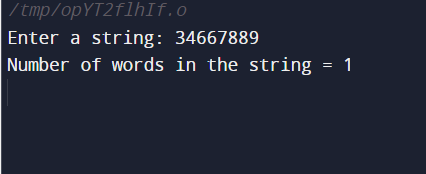 /tmp/opYT2flhIf.o
Enter a string: 34667889
Number of words in the string = 1